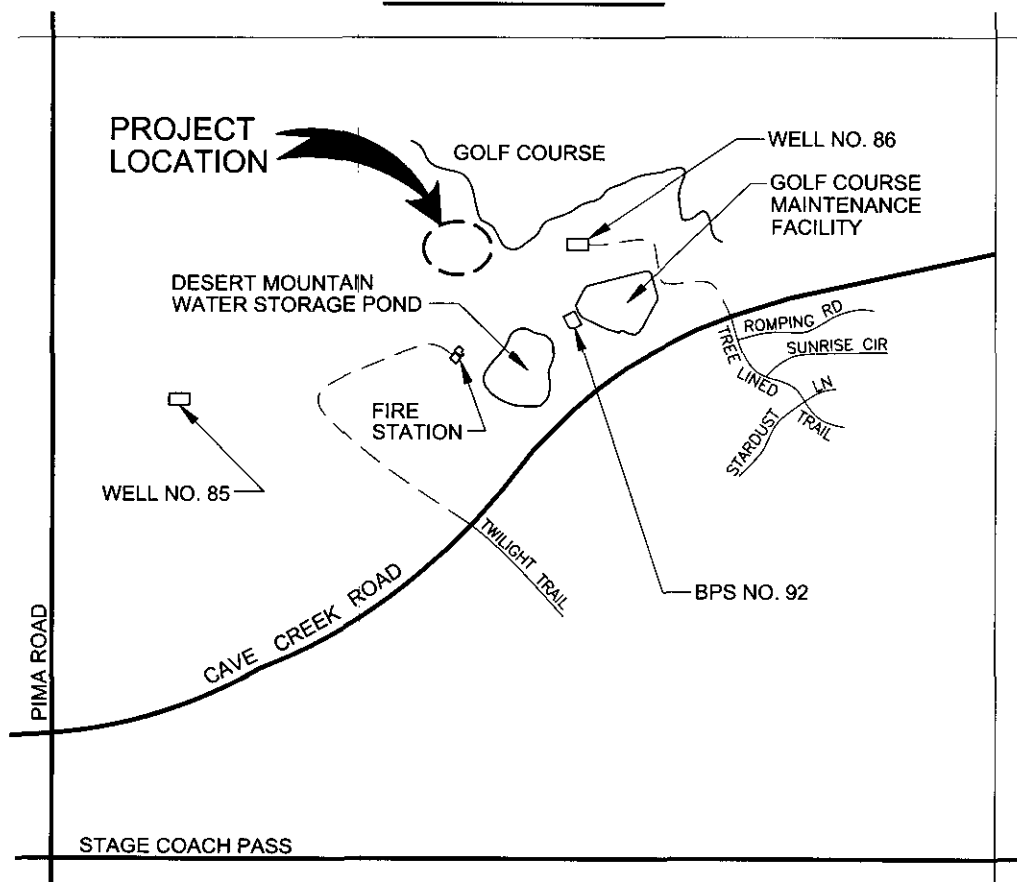 PROJECT
LOCATION
GOLF COURSE
WELL NO. 86
GOLF COURSE
MAINTENANCE
FACILITY
DESERT MOUNTAIN
WATER STORAGE POND
ROMPING RD
SUNRISE CIR
TREE LINED TRAIL
STARDUST LN
FIRE
STATION
WELL NO. 85
TWILIGHT TRAIL
BPS NO. 92
CAVE CREEK ROAD
PIMA ROAD
STAGE COACH PASS